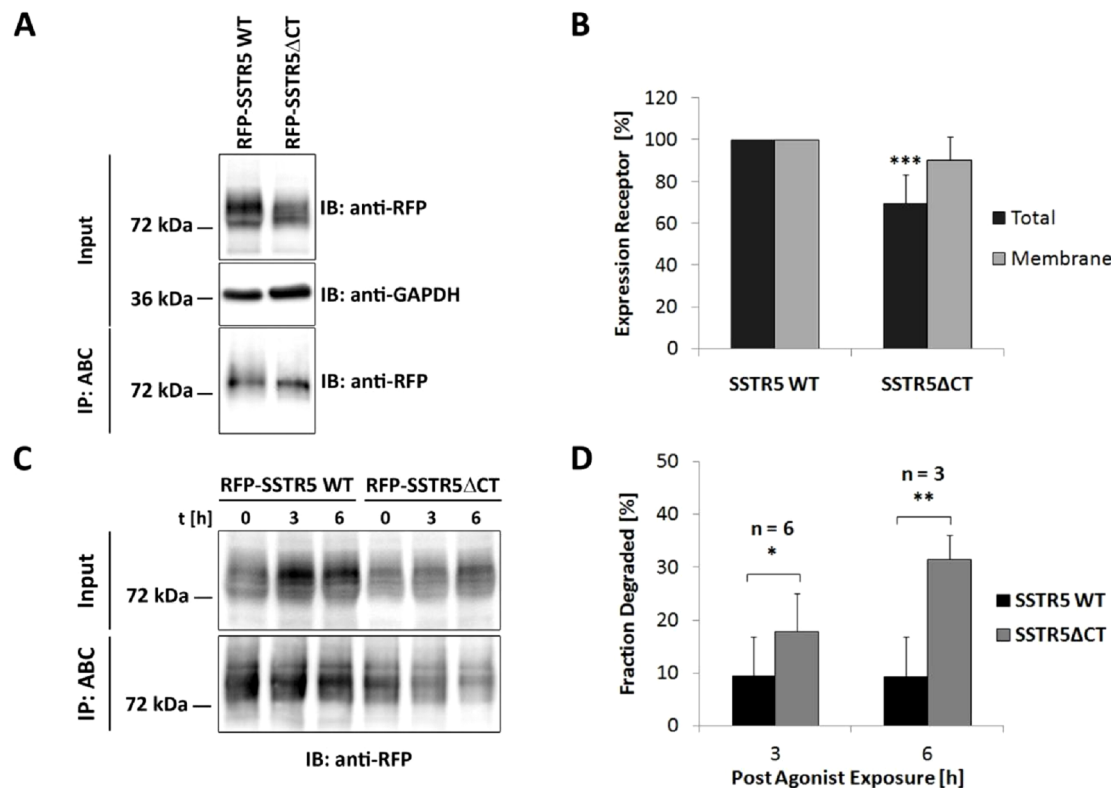 A
RFP-SSTR5 WT
RFP-SSTR5ΔCT
Input
72 kDa
IB: anti-RFP
36 kDa
IB: anti-GAPDH
IP: ABC
72 kDa
IB: anti-RFP
B
Expression Receptor [%]
120
100
80
60
40
20
0
***
SSTR5 WT
SSTR5ΔCT
Total
Membrane
C
RFP-SSTR5 WT RFP-SSTR5ΔCT
t [h] 0 3 6 0 3 6
Input
72 kDa
IP: ABC
72 kDa
IB: anti-RFP
D
Fraction Degraded [%]
50
40
30
20
10
0
n = 6
*
n = 3
**
3 6
Post Agonist Exposure [h]
SSTR5 WT
SSTR5ΔCT